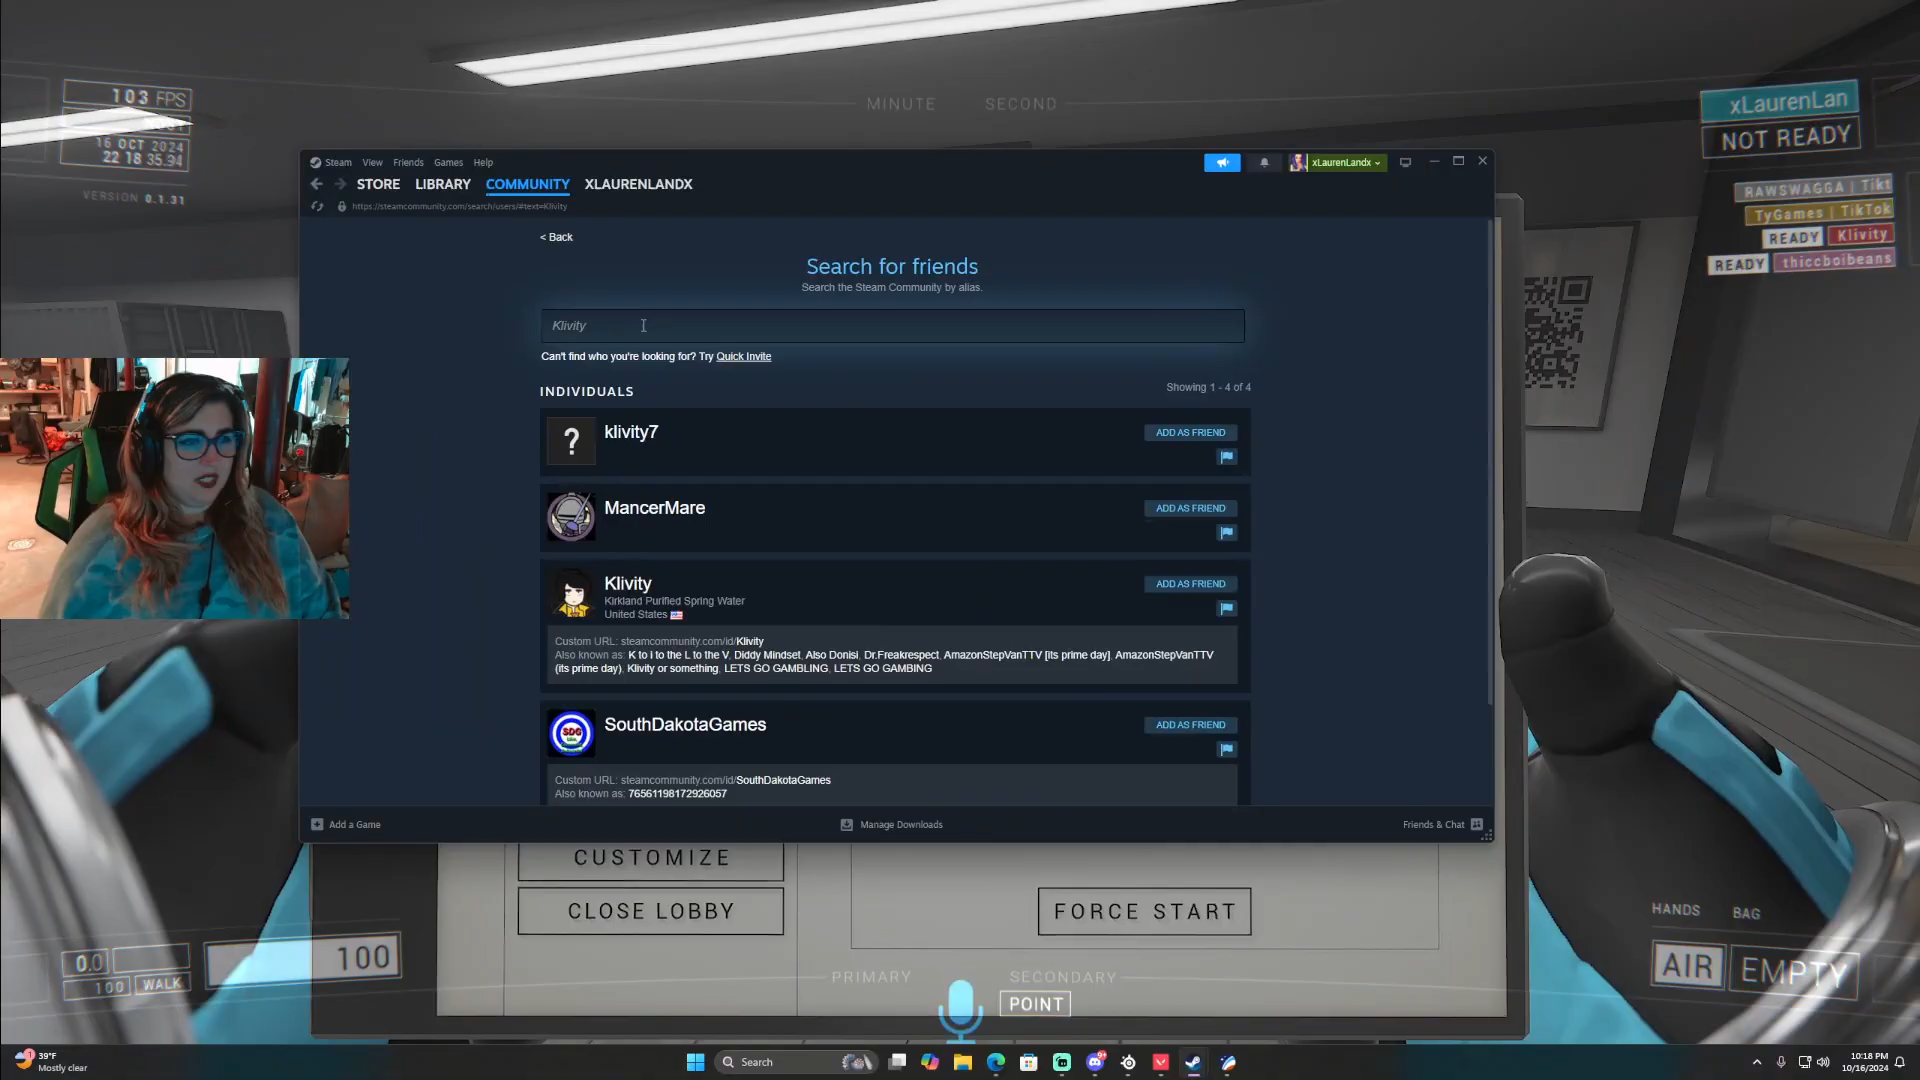 103 FPS
16 OCT 2024
22 18 35.94
VERSION 0.1.31
MINUTE SECOND
xLaurenLan
NOT READY
RAWSWAGGA | Tikt
TyGames | TikTok
READY Klivity
READY thiccboibeans
Steam View Friends Games Help
xLaurenLandx
STORE LIBRARY COMMUNITY XLAURENLANDX
https://steamcommunity.com/search/users/#text=Klivity
< Back
Search for friends
Search the Steam Community by alias.
Klivity
Can't find who you're looking for? Try Quick Invite
INDIVIDUALS
Showing 1 - 4 of 4
klivity7
ADD AS FRIEND
MancerMare
ADD AS FRIEND
Klivity
ADD AS FRIEND
Kirkland Purified Spring Water
United States
Custom URL: steamcommunity.com/id/Klivity
Also known as: K to i to the L to the V, Diddy Mindset, Also Donisi, Dr.Freakrespect, AmazonStepVanTTV [its prime day], AmazonStepVanTTV
(its prime day), Klivity or something, LETS GO GAMBLING, LETS GO GAMBING
SDG
SouthDakotaGames
ADD AS FRIEND
Custom URL: steamcommunity.com/id/SouthDakotaGames
Also known as: 76561198172926057
Add a Game
Manage Downloads
Friends & Chat
CUSTOMIZE
CLOSE LOBBY
FORCE START
HANDS BAG
AIR EMPTY
0.0
100 WALK
100
PRIMARY SECONDARY
POINT
39°F
Mostly clear
Search
10:18 PM
10/16/2024